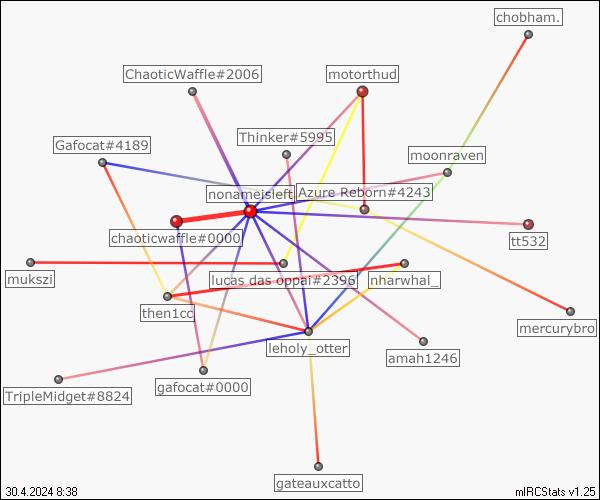 chobham.
ChaoticWaffle#2006
motorthud
Thinker#5995
Gafocat#4189
moonraven
nonameisleft
Azure Reborn#4243
chaoticwaffle#0000
tt532
mukszi
lucas das oppai#2396
nharwhal_
then1cc
mercurybro
leholy_otter
amah1246
TripleMidget#8824
gafocat#0000
gateauxcatto
30.4.2024 8:38
mIRCStats v1.25